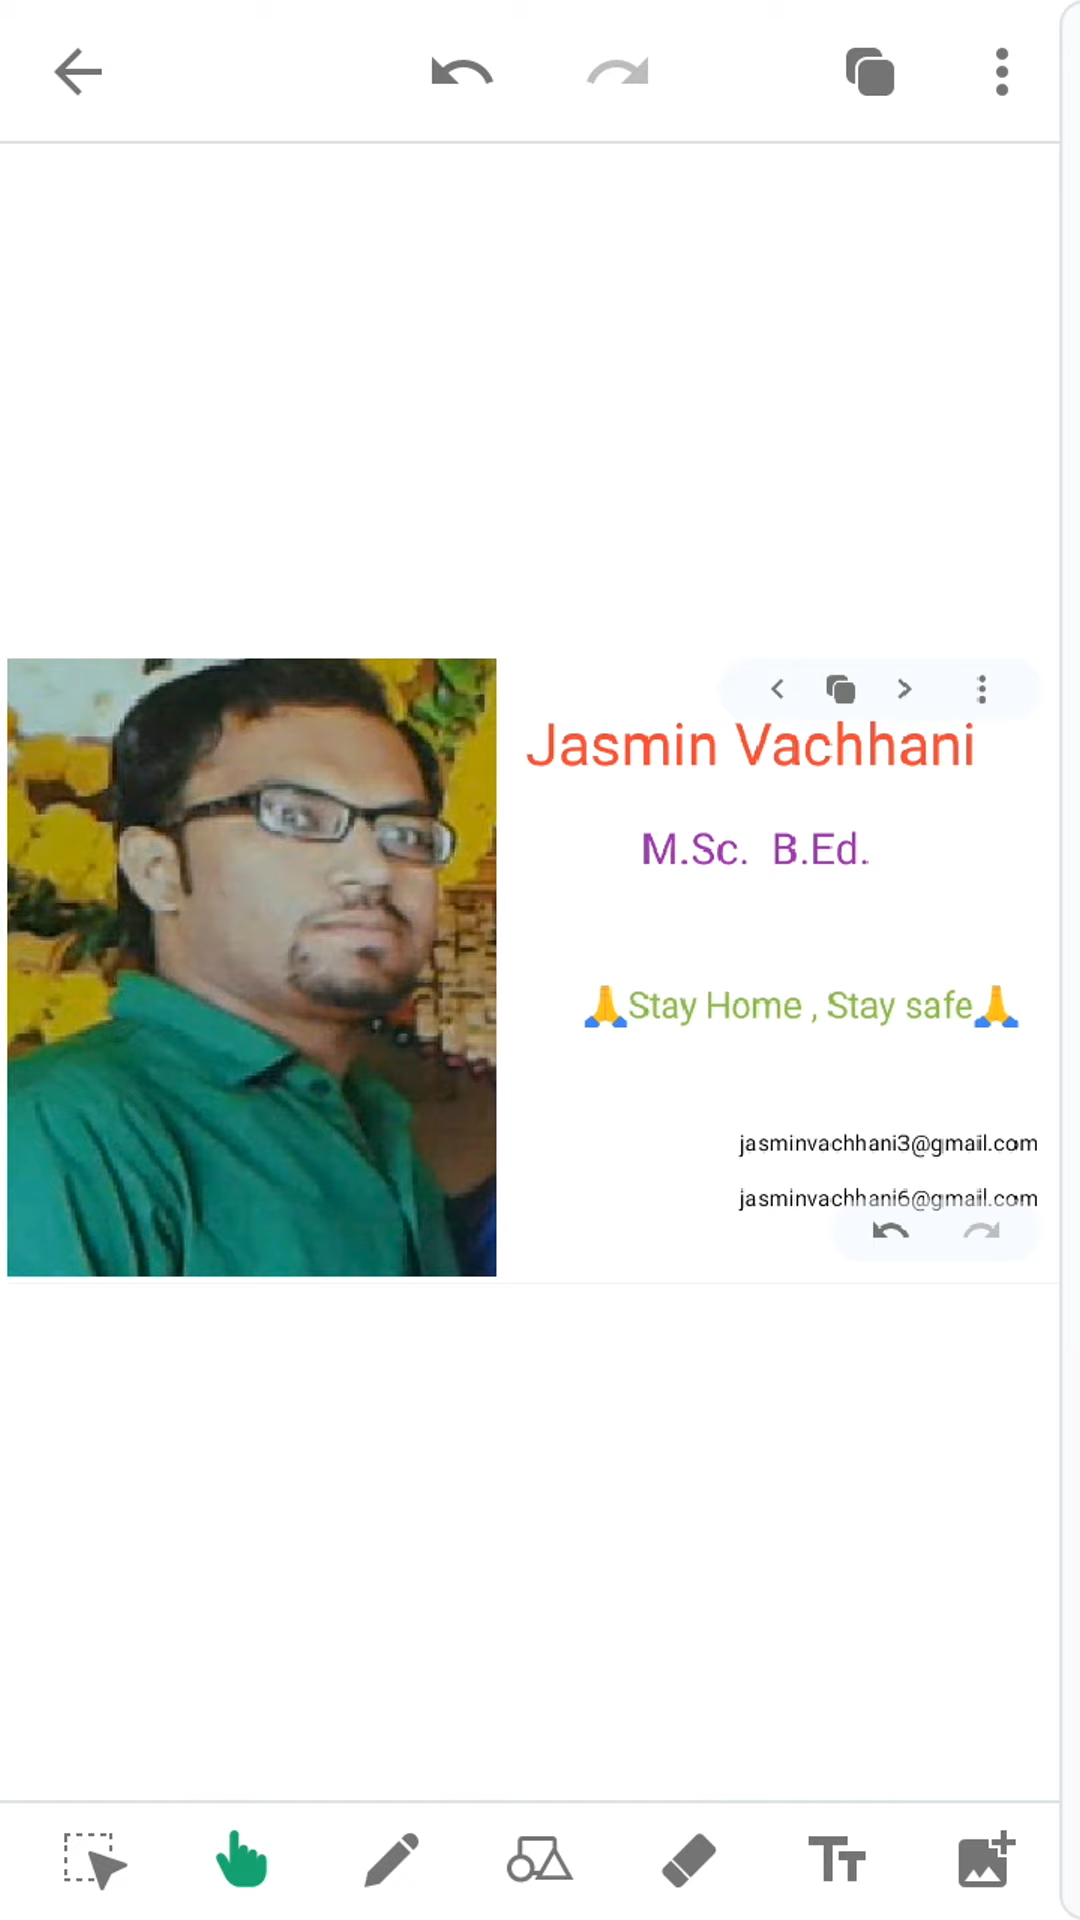 Jasmin Vachhani
M.Sc. B.Ed.
🙏Stay Home , Stay safe🙏
jasminvachhani3@gmail.com
jasminvachhani6@gmail.com